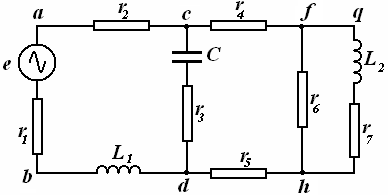 a r2 c r4 f q
e C L2
r1 r3 r6 r7
b L1 d r5 h